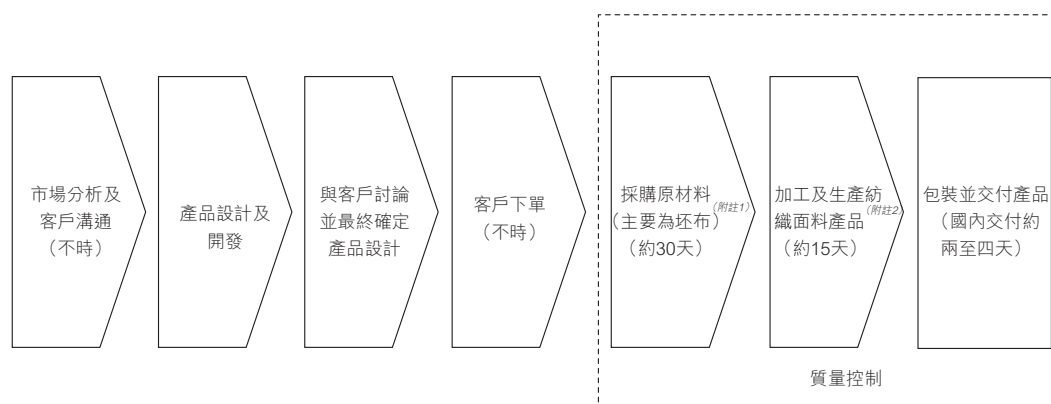 市場分析及
客戶溝通
（不時）
產品設計及
開發
與客戶討論
並最終確定
產品設計
客戶下單
（不時）
採購原材料
（主要為坯布）(附註1)
（約30天）
加工及生產紡
織面料產品(附註2)
（約15天）
包裝並交付產品
（國內交付約
兩至四天）
質量控制